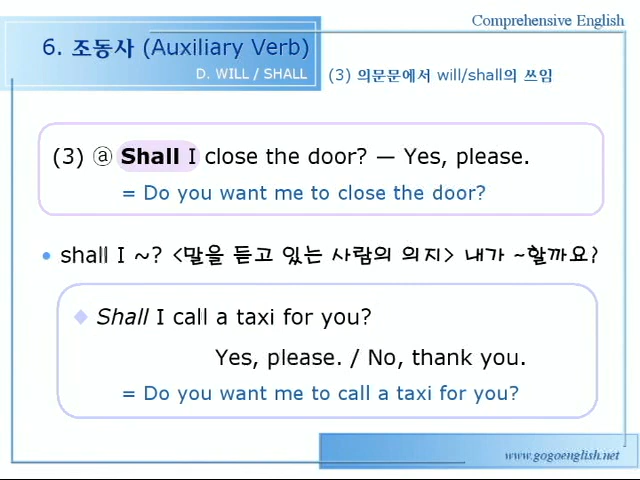 Comprehensive English
6. 조동사 (Auxiliary Verb)
D. WILL / SHALL
(3) 의문문에서 will/shall의 쓰임
(3) ⓐ Shall I close the door? — Yes, please.
= Do you want me to close the door?
• shall I ~? <말을 듣고 있는 사람의 의지> 내가 ~할까요?
◆ Shall I call a taxi for you?
Yes, please. / No, thank you.
= Do you want me to call a taxi for you?
www.gogoenglish.net